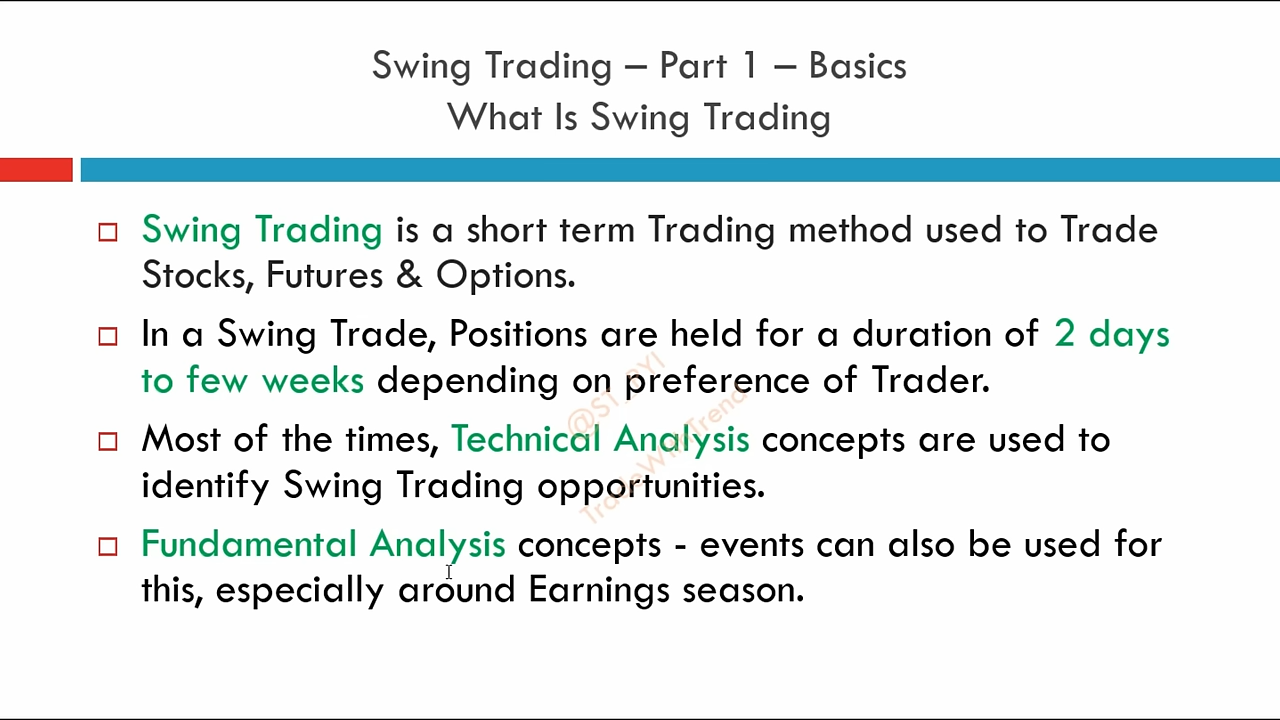 Swing Trading – Part 1 – Basics
What Is Swing Trading
Swing Trading is a short term Trading method used to Trade
Stocks, Futures & Options.
In a Swing Trade, Positions are held for a duration of 2 days
to few weeks depending on preference of Trader.
Most of the times, Technical Analysis concepts are used to
identify Swing Trading opportunities.
Fundamental Analysis concepts - events can also be used for
this, especially around Earnings season.
@ST_PYI
TradeWithTrend